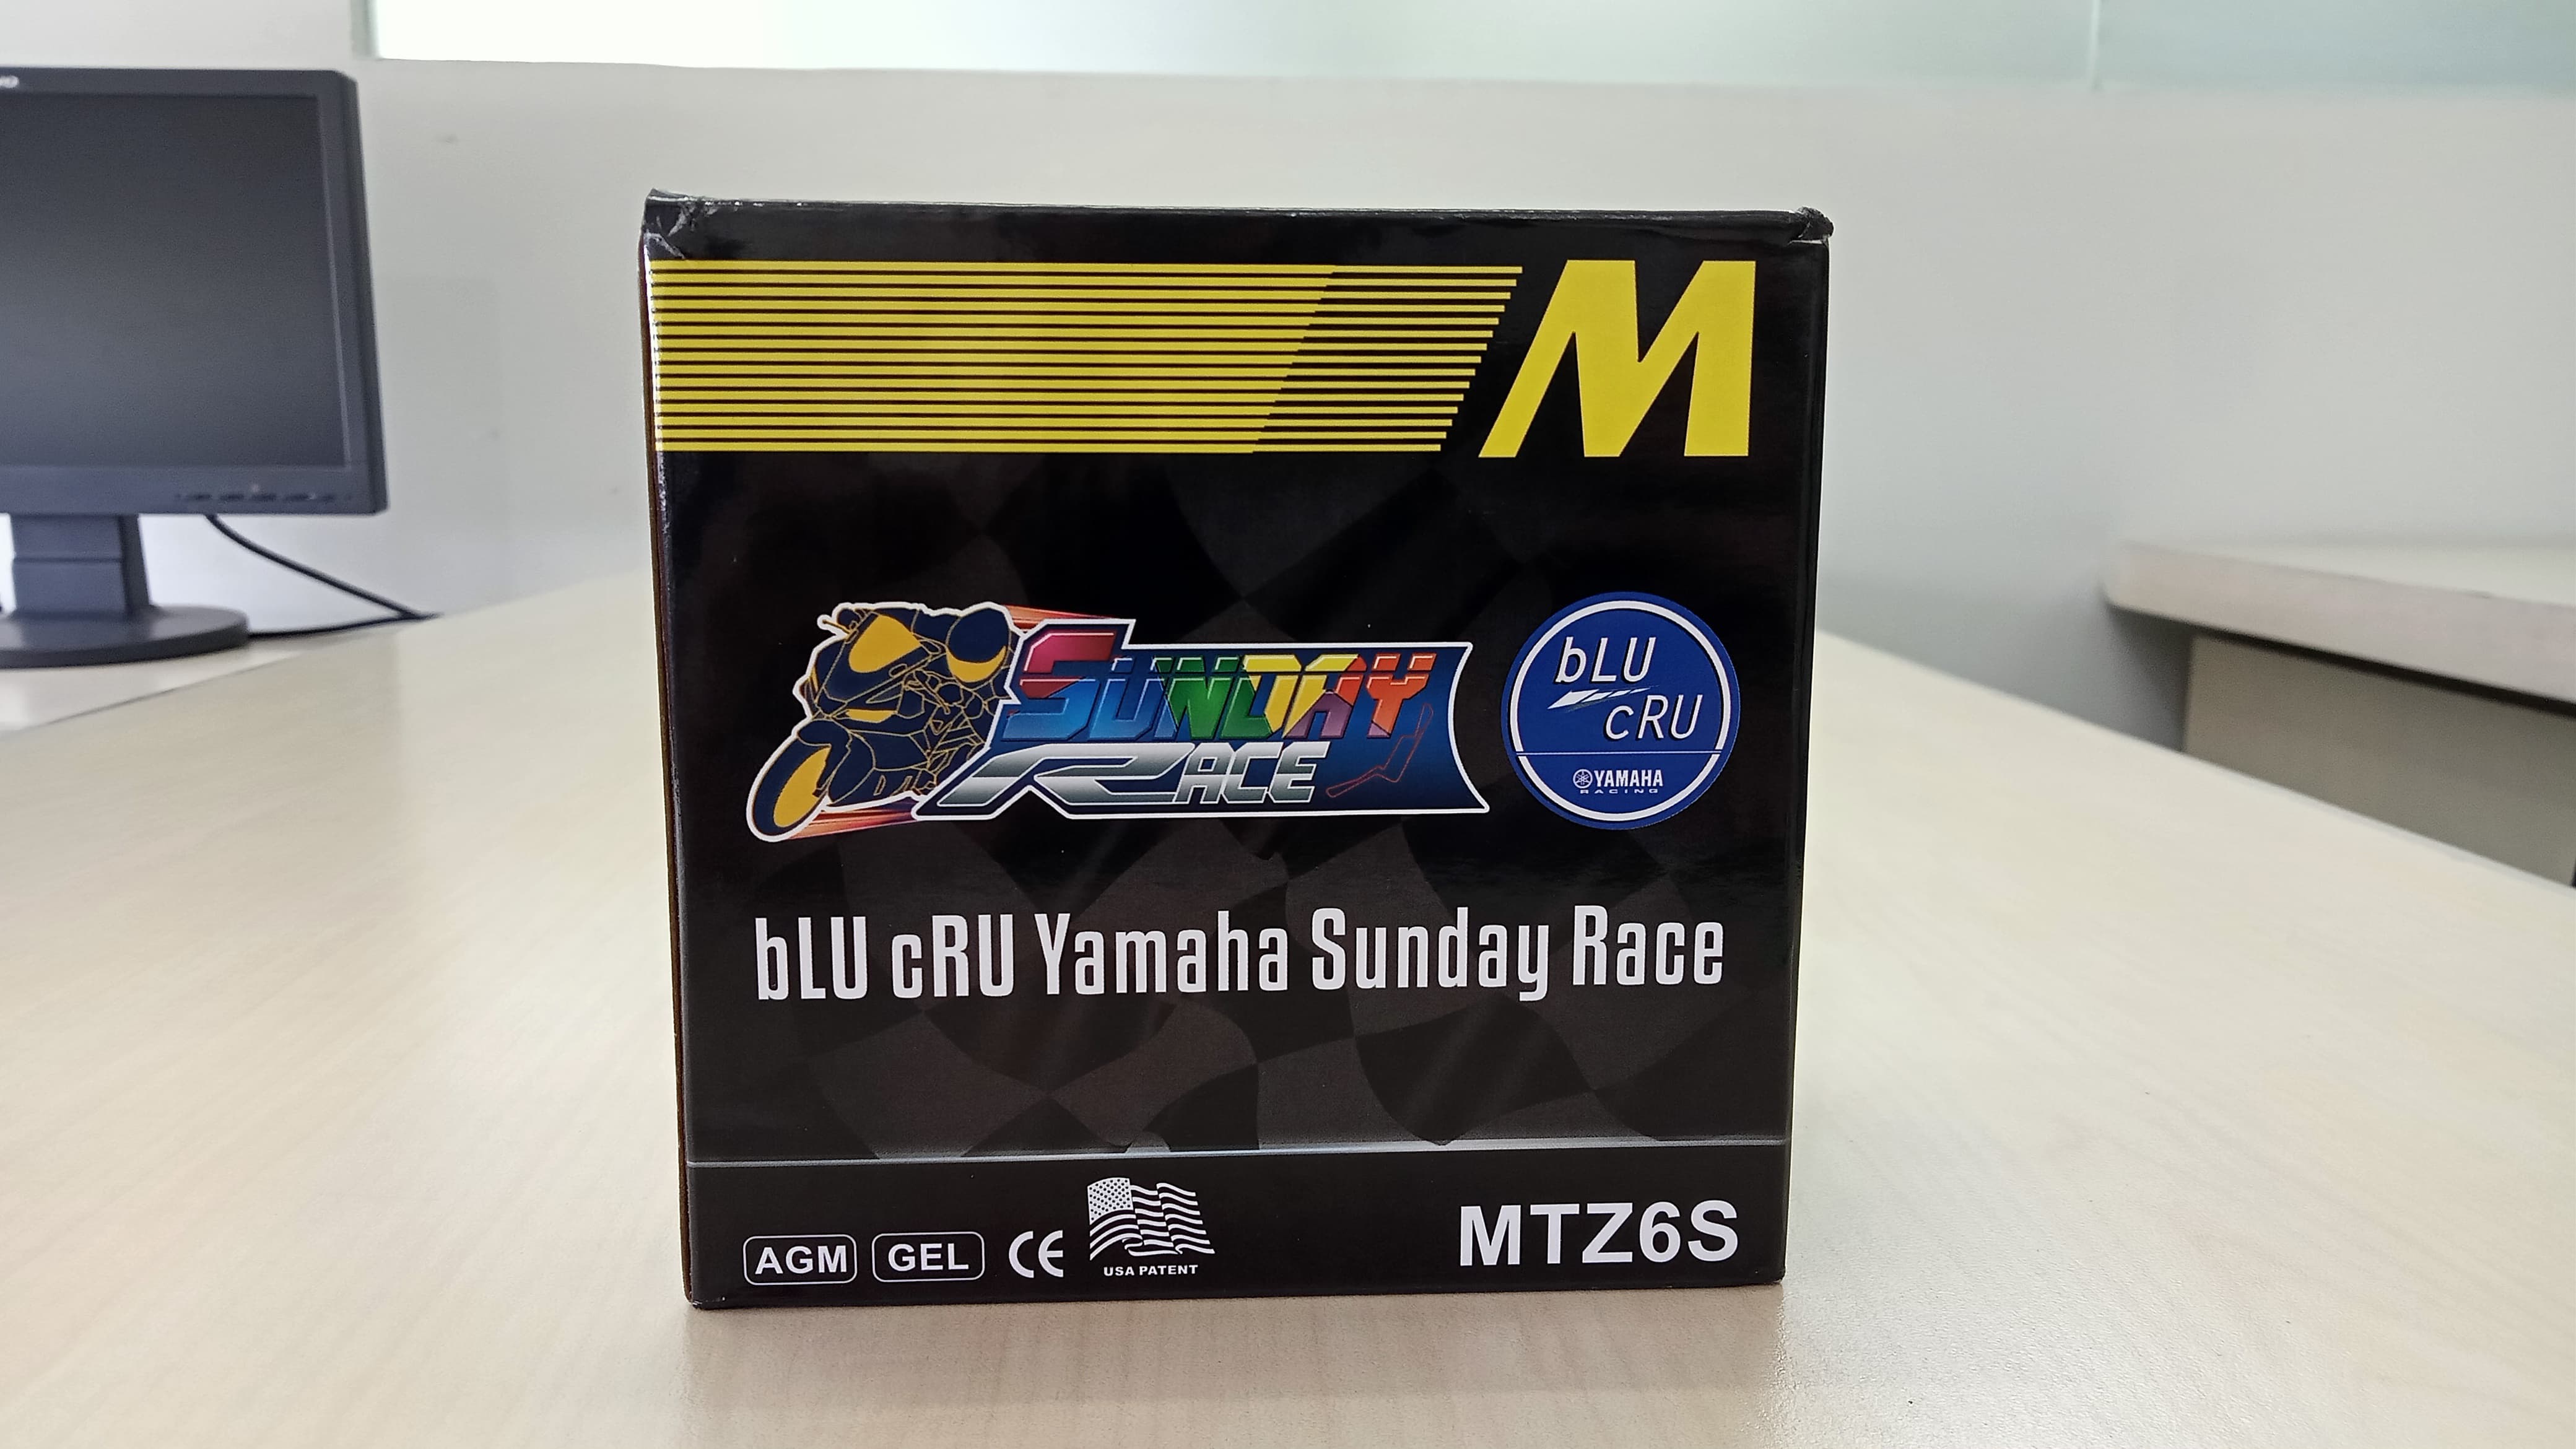 M
SUNDAY
RACE
bLU
cRU
YAMAHA
RACING
bLU cRU Yamaha Sunday Race
AGM GEL CE
USA PATENT
MTZ6S